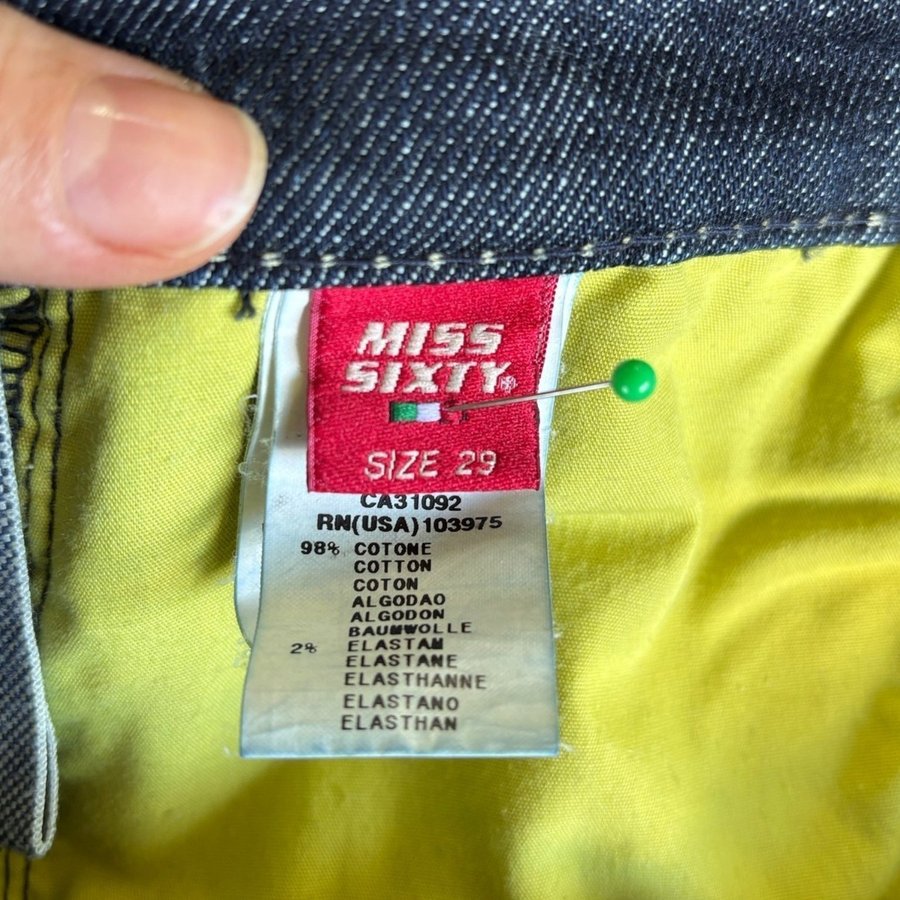 MISS
SIXTY®
SIZE 29
CA31092
RN(USA)103975
98% COTONE
COTTON
COTON
ALGODAO
ALGODON
BAUMWOLLE
2% ELASTAM
ELASTANE
ELASTHANNE
ELASTANO
ELASTHAN